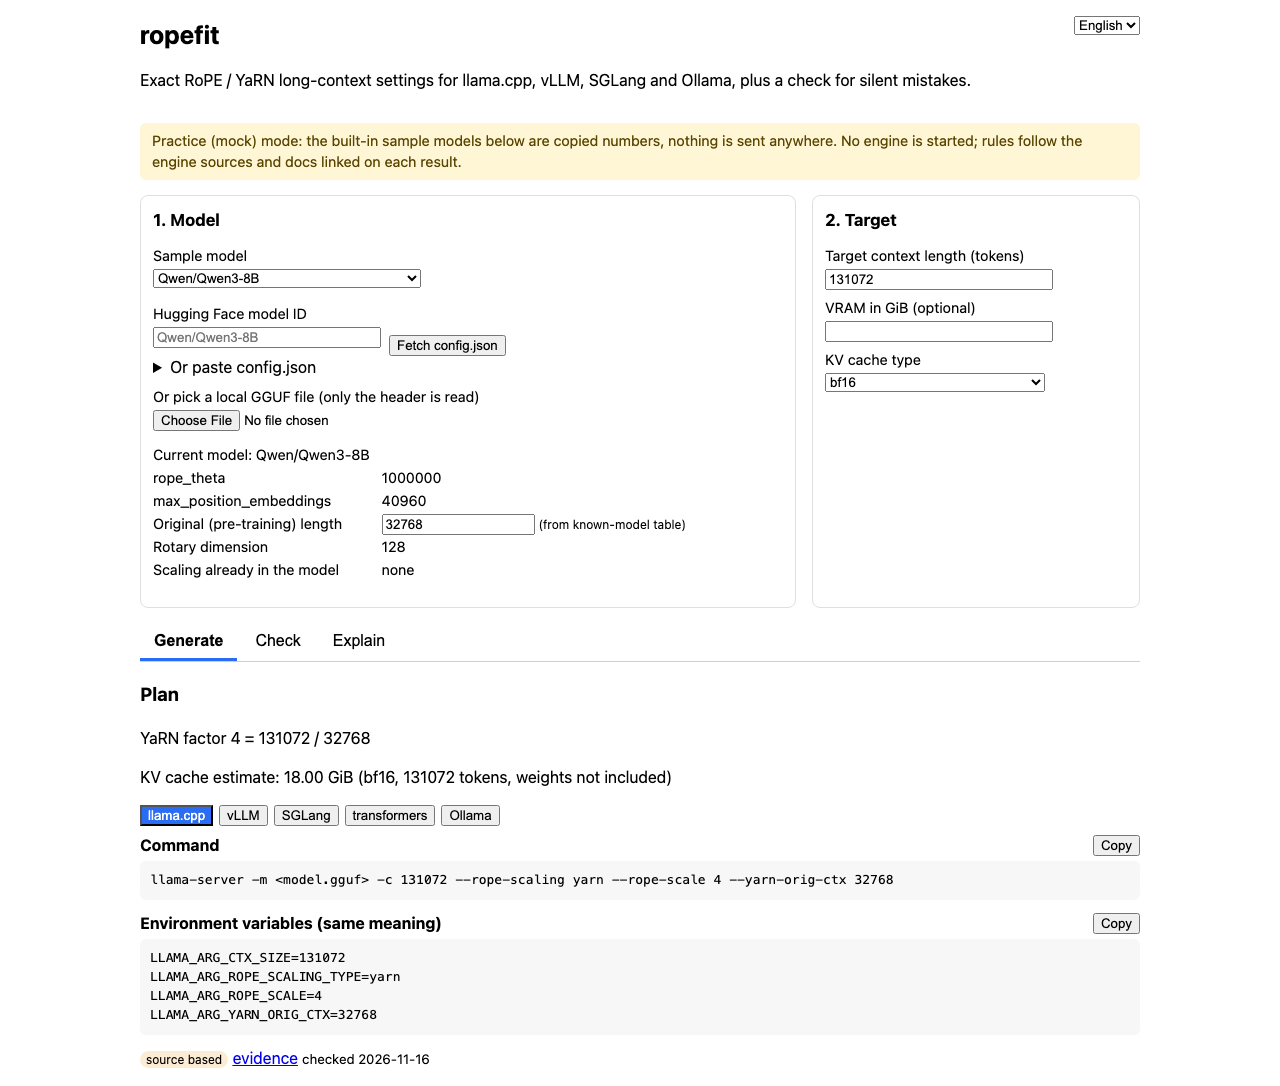 ropefit
English
Exact RoPE / YaRN long-context settings for llama.cpp, vLLM, SGLang and Ollama, plus a check for silent mistakes.
Practice (mock) mode: the built-in sample models below are copied numbers, nothing is sent anywhere. No engine is started; rules follow the
engine sources and docs linked on each result.
1. Model
Sample model
Qwen/Qwen3-8B
Hugging Face model ID
Qwen/Qwen3-8B
Fetch config.json
Or paste config.json
Or pick a local GGUF file (only the header is read)
Choose File No file chosen
Current model: Qwen/Qwen3-8B
rope_theta 1000000
max_position_embeddings 40960
Original (pre-training) length 32768 (from known-model table)
Rotary dimension 128
Scaling already in the model none
2. Target
Target context length (tokens)
131072
VRAM in GiB (optional)
KV cache type
bf16
Generate Check Explain
Plan
YaRN factor 4 = 131072 / 32768
KV cache estimate: 18.00 GiB (bf16, 131072 tokens, weights not included)
llama.cpp vLLM SGLang transformers Ollama
Command Copy
llama-server -m <model.gguf> -c 131072 --rope-scaling yarn --rope-scale 4 --yarn-orig-ctx 32768
Environment variables (same meaning) Copy
LLAMA_ARG_CTX_SIZE=131072
LLAMA_ARG_ROPE_SCALING_TYPE=yarn
LLAMA_ARG_ROPE_SCALE=4
LLAMA_ARG_YARN_ORIG_CTX=32768
source based evidence checked 2026-11-16